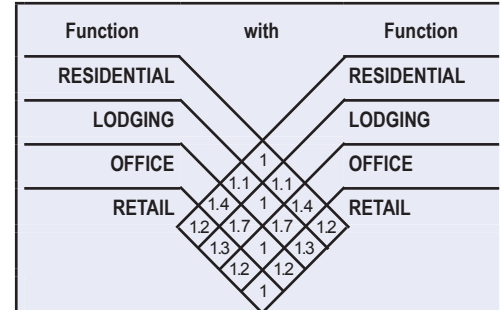 Function with Function
RESIDENTIAL RESIDENTIAL
LODGING LODGING
1
OFFICE OFFICE
1.1 1.1
1.4 1 1.4
RETAIL RETAIL
1.2 1.7 1.7 1.2
1.3 1 1.3
1.2 1.2
1